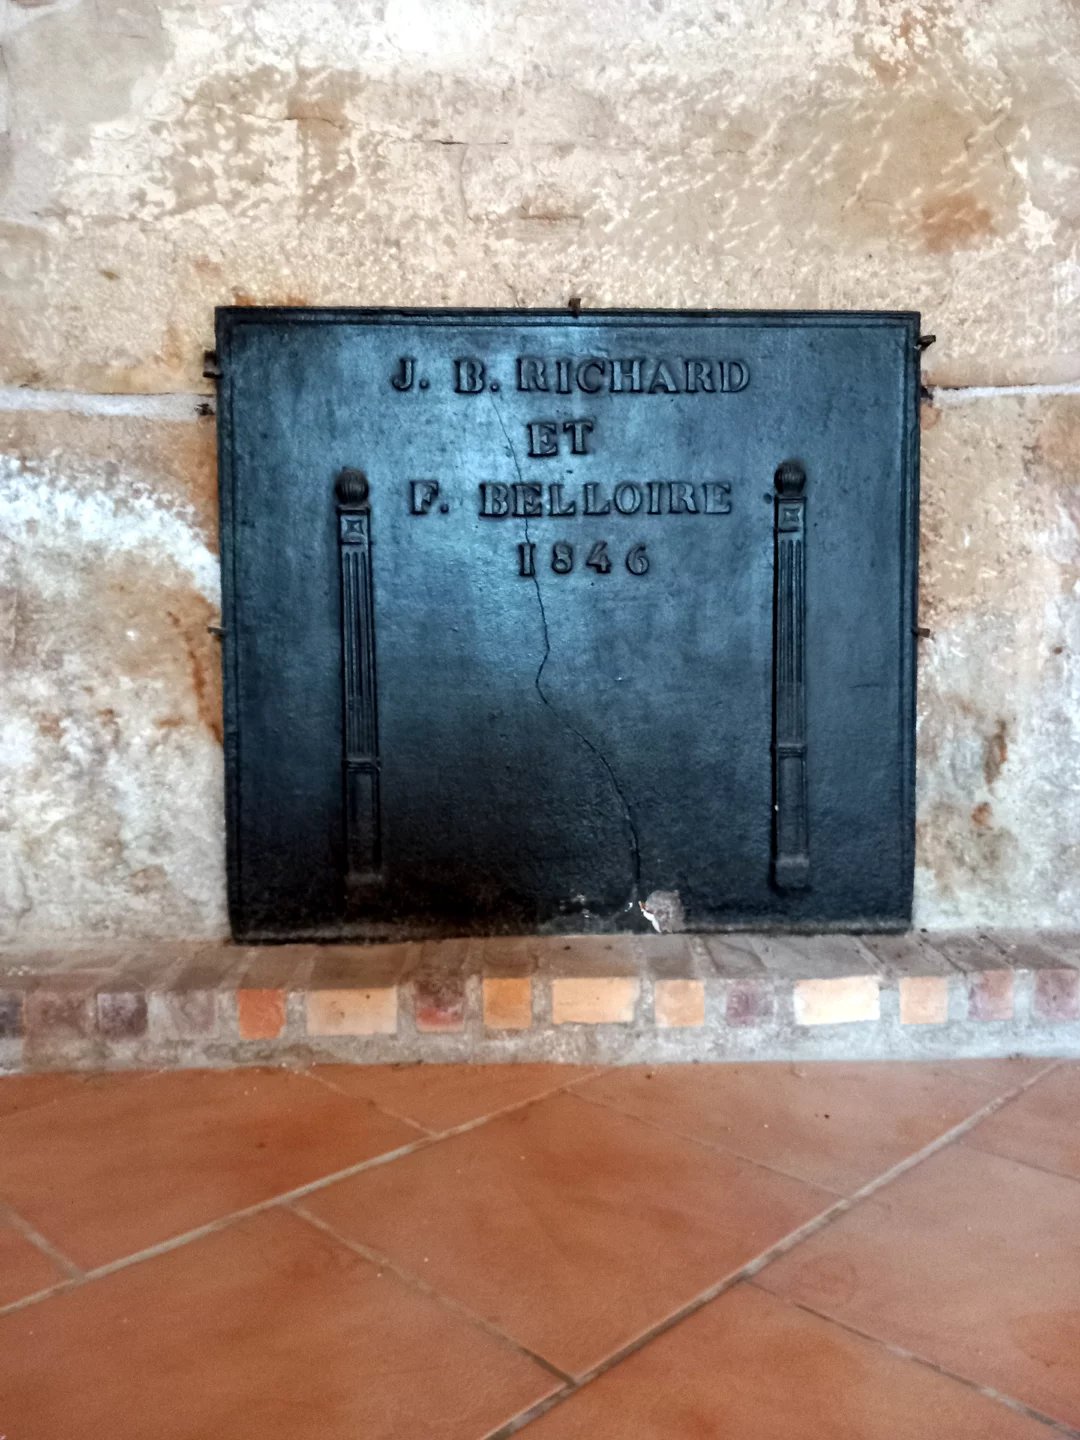 J. B. RICHARD
ET
F. BELLOIRE
1846